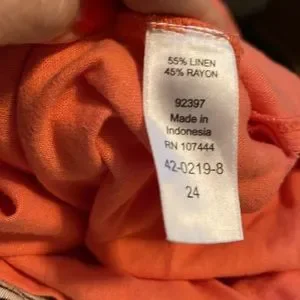 55% LINEN
45% RAYON
92397
Made in
Indonesia
RN 107444
42-0219-8
24